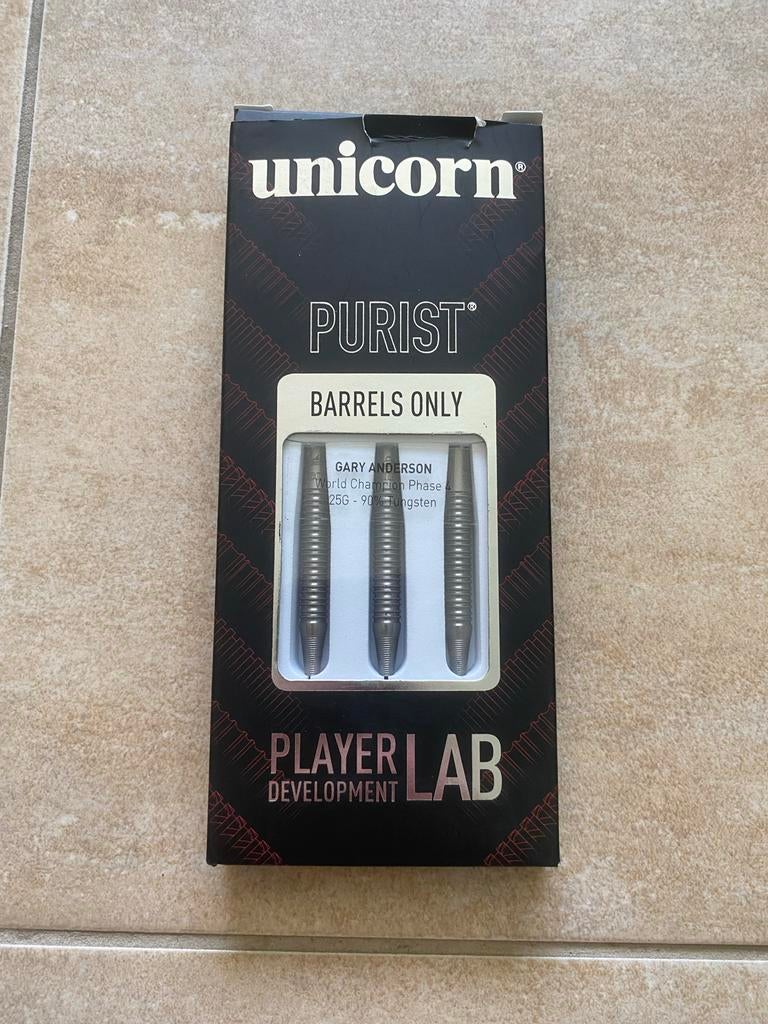 unicorn®
PURIST®
BARRELS ONLY
GARY ANDERSON
World Champion Phase 4
25G - 90% Tungsten
PLAYER
DEVELOPMENT
LAB